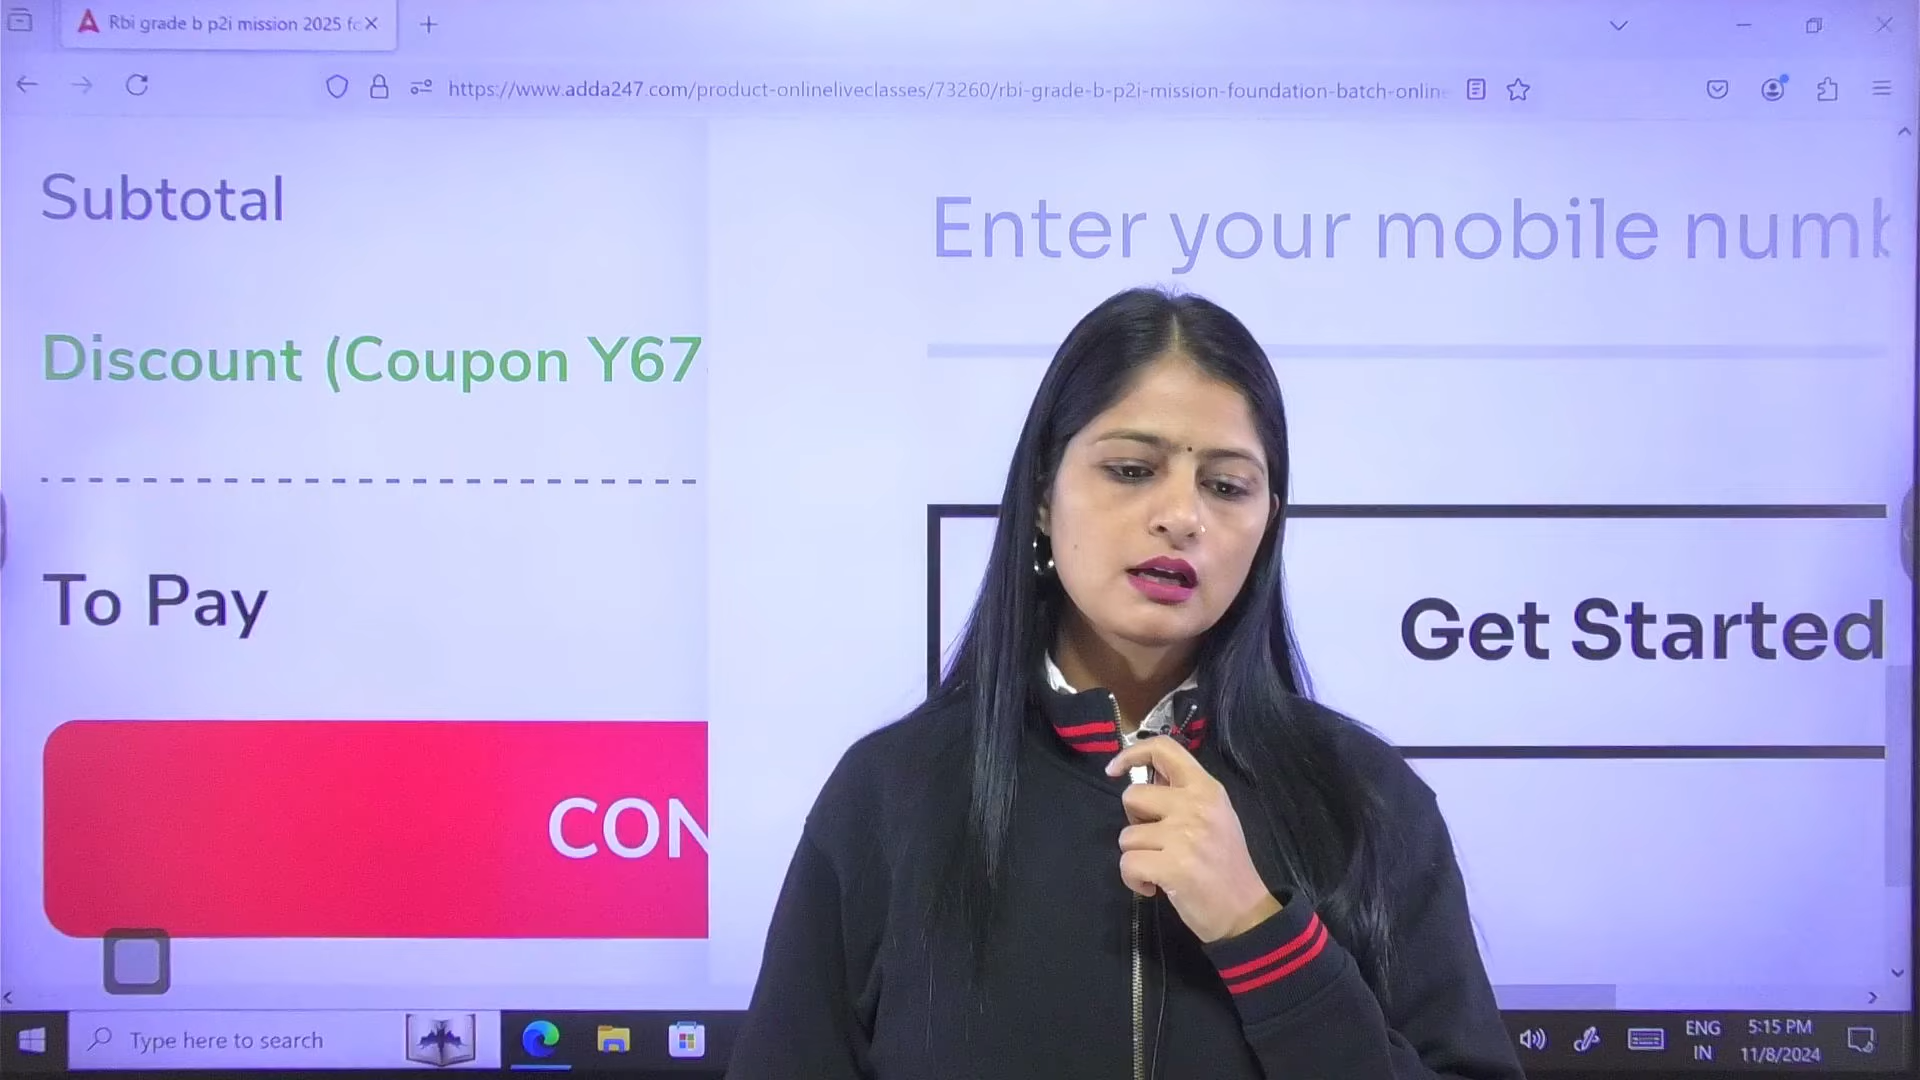 Rbi grade b p2i mission 2025 fo
https://www.adda247.com/product-onlineliveclasses/73260/rbi-grade-b-p2i-mission-foundation-batch-online
Subtotal
Enter your mobile numb
Discount (Coupon Y67
To Pay
Get Started
CON
Type here to search
ENG
IN
5:15 PM
11/8/2024